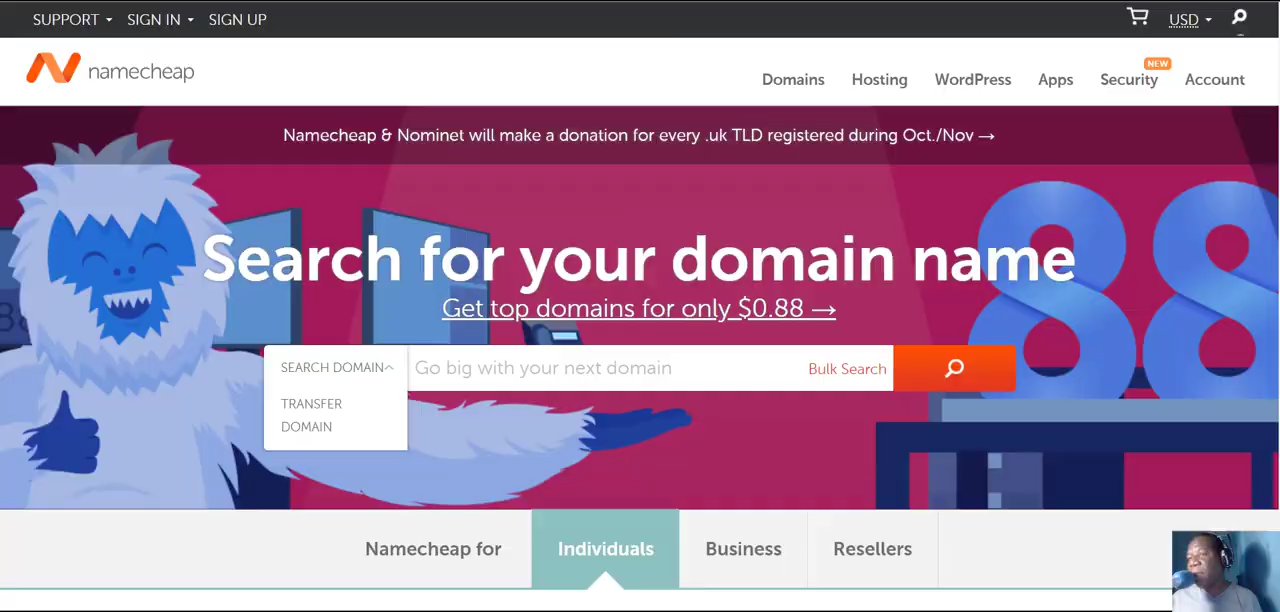 SUPPORT SIGN IN SIGN UP USD
namecheap
NEW
Domains Hosting WordPress Apps Security Account
Namecheap & Nominet will make a donation for every .uk TLD registered during Oct./Nov →
Search for your domain name
Get top domains for only $0.88 →
SEARCH DOMAIN Go big with your next domain Bulk Search
TRANSFER
DOMAIN
88
Namecheap for Individuals Business Resellers